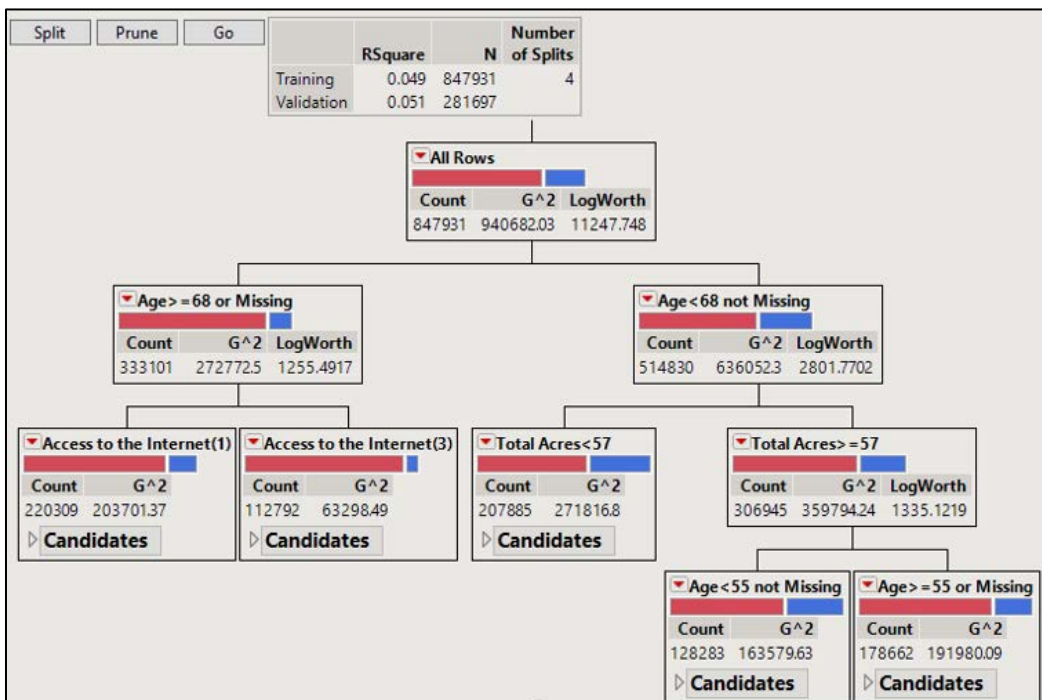 Split Prune Go
Number
RSquare N of Splits
Training 0.049 847931 4
Validation 0.051 281697
All Rows
Count G^2 LogWorth
847931 940682.03 11247.748
Age>=68 or Missing
Count G^2 LogWorth
333101 272772.5 1255.4917
Age<68 not Missing
Count G^2 LogWorth
514830 636052.3 2801.7702
Access to the Internet(1)
Count G^2
220309 203701.37
Candidates
Access to the Internet(3)
Count G^2
112792 63298.49
Candidates
Total Acres<57
Count G^2
207885 271816.8
Candidates
Total Acres>=57
Count G^2 LogWorth
306945 359794.24 1335.1219
Age<55 not Missing
Count G^2
128283 163579.63
Candidates
Age>=55 or Missing
Count G^2
178662 191980.09
Candidates